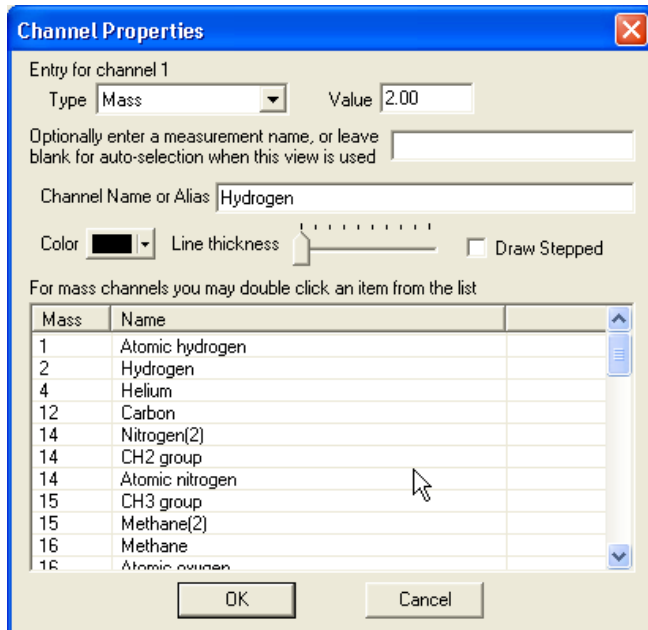 Channel Properties
Entry for channel 1
Type Mass Value 2.00
Optionally enter a measurement name, or leave
blank for auto-selection when this view is used
Channel Name or Alias Hydrogen
Color Line thickness Draw Stepped
For mass channels you may double click an item from the list
Mass Name
1 Atomic hydrogen
2 Hydrogen
4 Helium
12 Carbon
14 Nitrogen(2)
14 CH2 group
14 Atomic nitrogen
15 CH3 group
15 Methane(2)
16 Methane
16 Atomic oxygen
OK Cancel